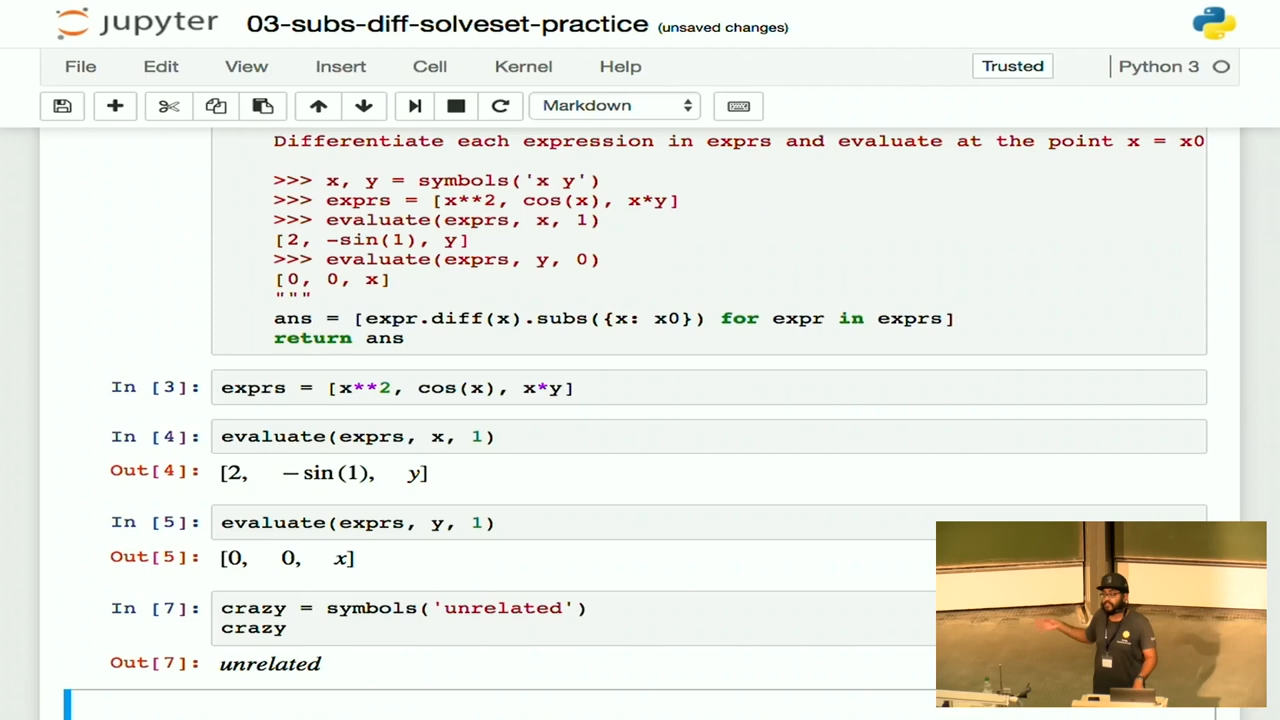 jupyter 03-subs-diff-solveset-practice (unsaved changes)
File Edit View Insert Cell Kernel Help Trusted Python 3
Markdown
Differentiate each expression in exprs and evaluate at the point x = x0
>>> x, y = symbols('x y')
>>> exprs = [x**2, cos(x), x*y]
>>> evaluate(exprs, x, 1)
[2, -sin(1), y]
>>> evaluate(exprs, y, 0)
[0, 0, x]
"""
ans = [expr.diff(x).subs({x: x0}) for expr in exprs]
return ans
In [3]: exprs = [x**2, cos(x), x*y]
In [4]: evaluate(exprs, x, 1)
Out[4]: [2, − sin (1), y]
In [5]: evaluate(exprs, y, 1)
Out[5]: [0, 0, x]
In [7]: crazy = symbols('unrelated')
crazy
Out[7]: unrelated